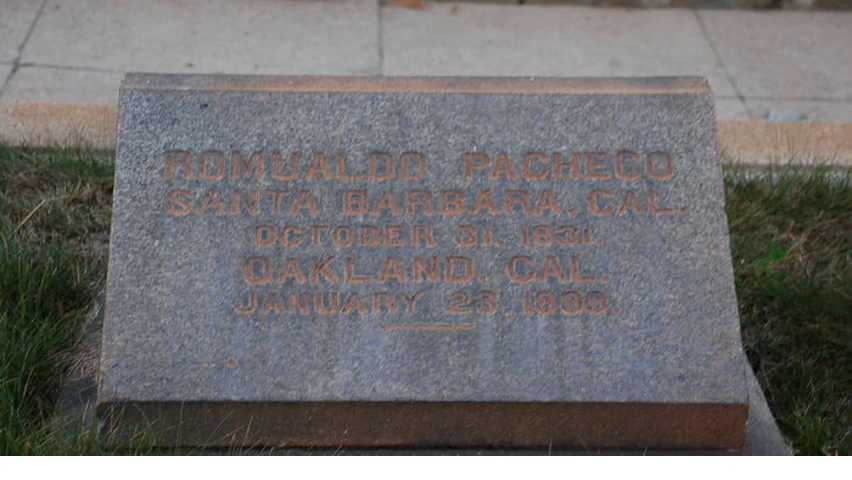 ROMUALDO PACHECO
SANTA BARBARA, CAL.
OCTOBER 31, 1831.
OAKLAND, CAL.
JANUARY 23, 1899.